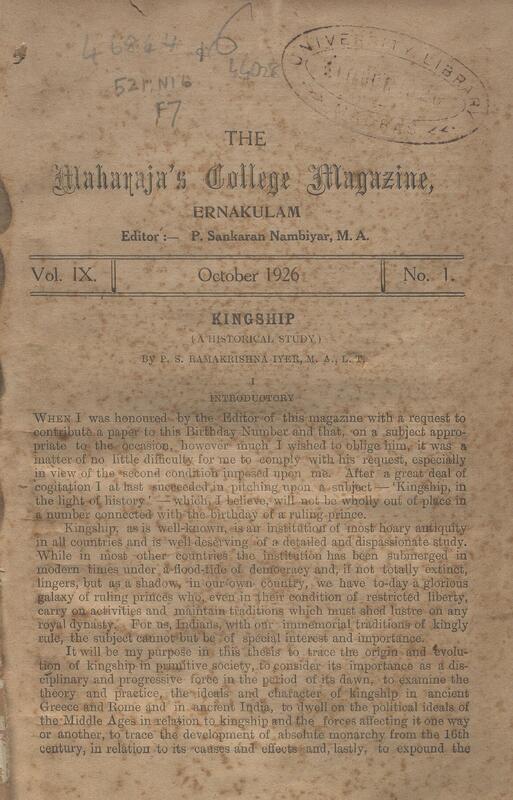 46844
44028
521, N16
F7
UNIVERSITY LIBRARY
MADRAS
THE
Maharaja's College Magazine,
ERNAKULAM
Editor :— P. Sankaran Nambiyar, M. A.
Vol. IX. October 1926 No. 1.
KINGSHIP
(A HISTORICAL STUDY)
By P. S. RAMAKRISHNA IYER, M. A., L. T.
I
INTRODUCTORY
WHEN I was honoured by the Editor of this magazine with a request to
contribute a paper to this Birthday Number and that, on a subject appro-
priate to the occasion, however much I wished to oblige him, it was a
matter of no little difficulty for me to comply with his request, especially
in view of the second condition imposed upon me. After a great deal of
cogitation I at last succeeded in pitching upon a subject — 'Kingship, in
the light of history' — which, I believe, will not be wholly out of place in
a number connected with the birthday of a ruling-prince.
Kingship, as is well-known, is an institution of most hoary antiquity
in all countries and is well deserving of a detailed and dispassionate study.
While in most other countries the institution has been submerged in
modern times under a flood-tide of democracy and, if not totally extinct,
lingers, but as a shadow, in our own country, we have to-day a glorious
galaxy of ruling princes who, even in their condition of restricted liberty,
carry on activities and maintain traditions which must shed lustre on any
royal dynasty. For us, Indians, with our immemorial traditions of kingly
rule, the subject cannot but be of special interest and importance.
It will be my purpose in this thesis to trace the origin and evolu-
tion of kingship in primitive society, to consider its importance as a dis-
ciplinary and progressive force in the period of its dawn, to examine the
theory and practice, the ideals and character of kingship in ancient
Greece and Rome and in ancient India, to dwell on the political ideals of
the Middle Ages in relation to kingship and the forces affecting it one way
or another, to trace the development of absolute monarchy from the 16th
century, in relation to its causes and effects and, lastly, to expound the